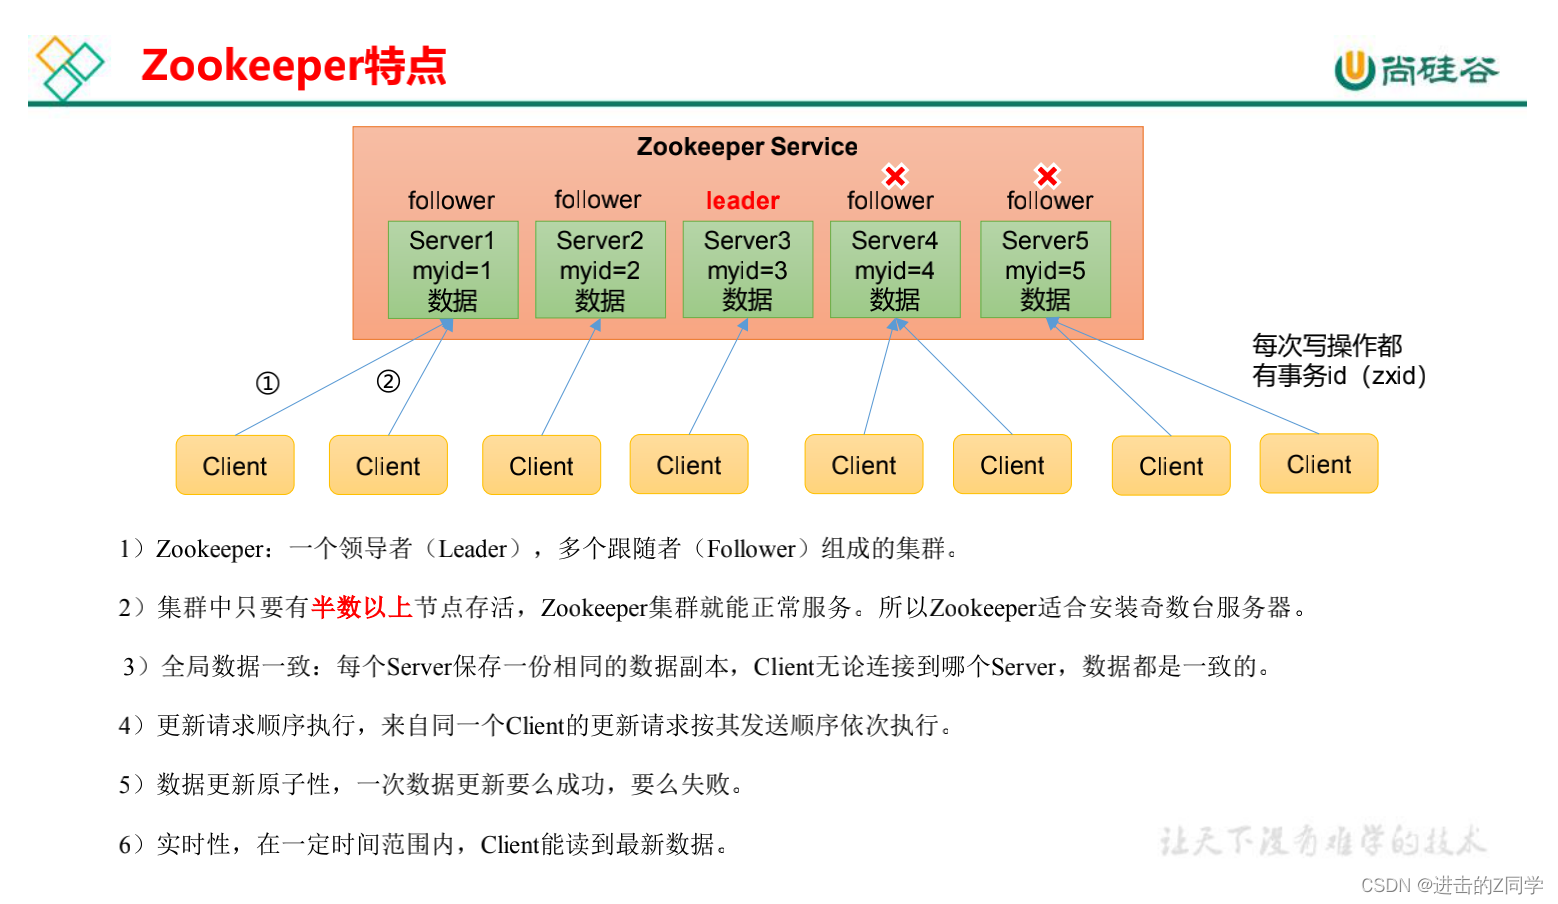 Zookeeper特点
尚硅谷
Zookeeper Service
follower
follower
leader
follower
follower
Server1
myid=1
数据
Server2
myid=2
数据
Server3
myid=3
数据
Server4
myid=4
数据
Server5
myid=5
数据
①
②
每次写操作都
有事务id（zxid）
Client
Client
Client
Client
Client
Client
Client
Client
1）Zookeeper：一个领导者（Leader），多个跟随者（Follower）组成的集群。
2）集群中只要有半数以上节点存活，Zookeeper集群就能正常服务。所以Zookeeper适合安装奇数台服务器。
3）全局数据一致：每个Server保存一份相同的数据副本，Client无论连接到哪个Server，数据都是一致的。
4）更新请求顺序执行，来自同一个Client的更新请求按其发送顺序依次执行。
5）数据更新原子性，一次数据更新要么成功，要么失败。
6）实时性，在一定时间范围内，Client能读到最新数据。
让天下没有难学的技术
CSDN @进击的Z同学